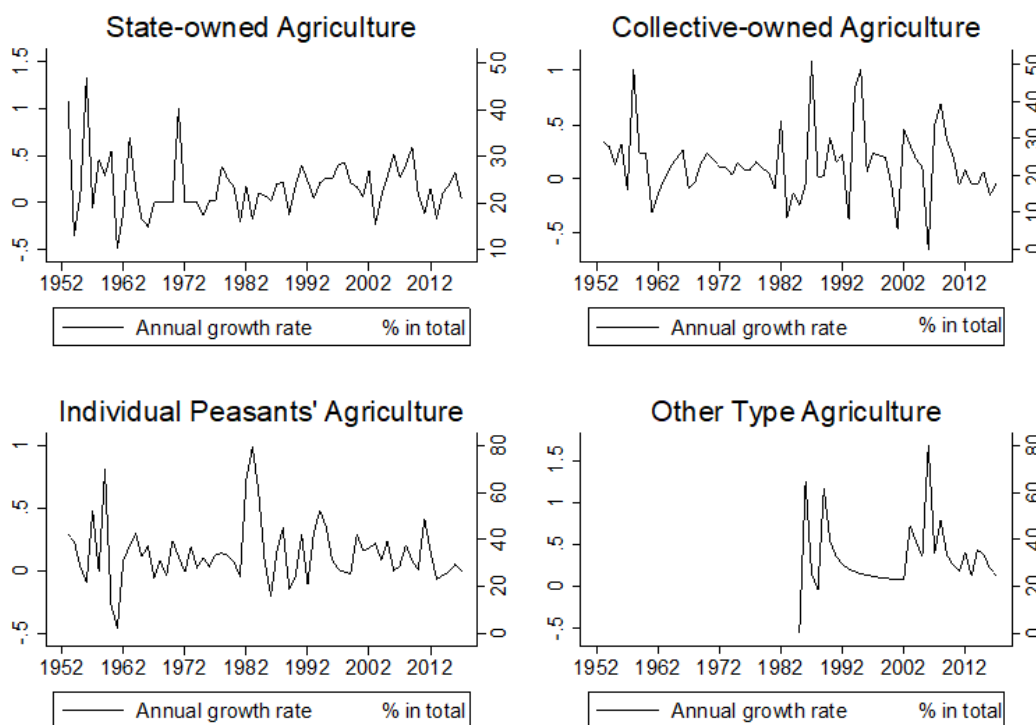 State-owned Agriculture
-.5 0 .5 1 1.5
10 20 30 40 50
1952 1962 1972 1982 1992 2002 2012
Annual growth rate % in total
Collective-owned Agriculture
-.5 0 .5 1
0 10 20 30 40 50
1952 1962 1972 1982 1992 2002 2012
Annual growth rate % in total
Individual Peasants' Agriculture
-.5 0 .5 1
0 20 40 60 80
1952 1962 1972 1982 1992 2002 2012
Annual growth rate % in total
Other Type Agriculture
-.5 0 .5 1 1.5
0 20 40 60 80
1952 1962 1972 1982 1992 2002 2012
Annual growth rate % in total